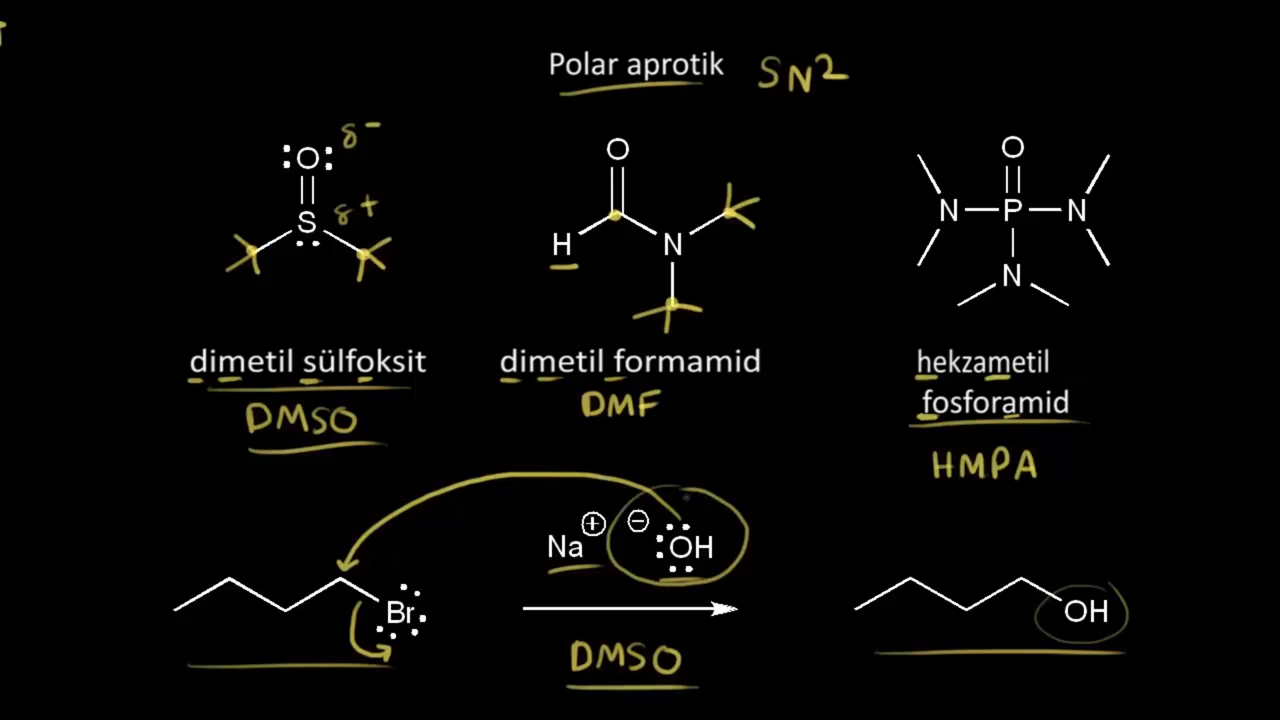 Polar aprotik SN2
δ-
:O:
S
δ+
O
H
N
O
N P N
N
dimetil sülfoksit
DMSO
dimetil formamid
DMF
hekzametil
fosforamid
HMPA
Br
Na + - OH
DMSO
OH